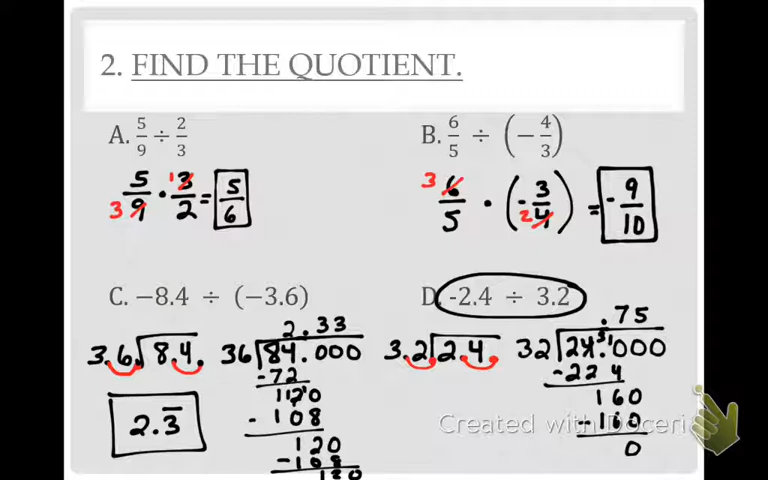 2. FIND THE QUOTIENT.
A. 5/9 ÷ 2/3
B. 6/5 ÷ (−4/3)
5/9 · 3/2 = 5/6
3 1
6/5 · (-3/4) = -9/10
3 2
C. −8.4 ÷ (−3.6)
D. -2.4 ÷ 3.2
2.33
.75
3.6 8.4. 36 84.000
3.2 2.4. 32 24.000
-72
-224
1120
160
2.3̅
-108
-160
120
0
-108
120
Created with Doceri